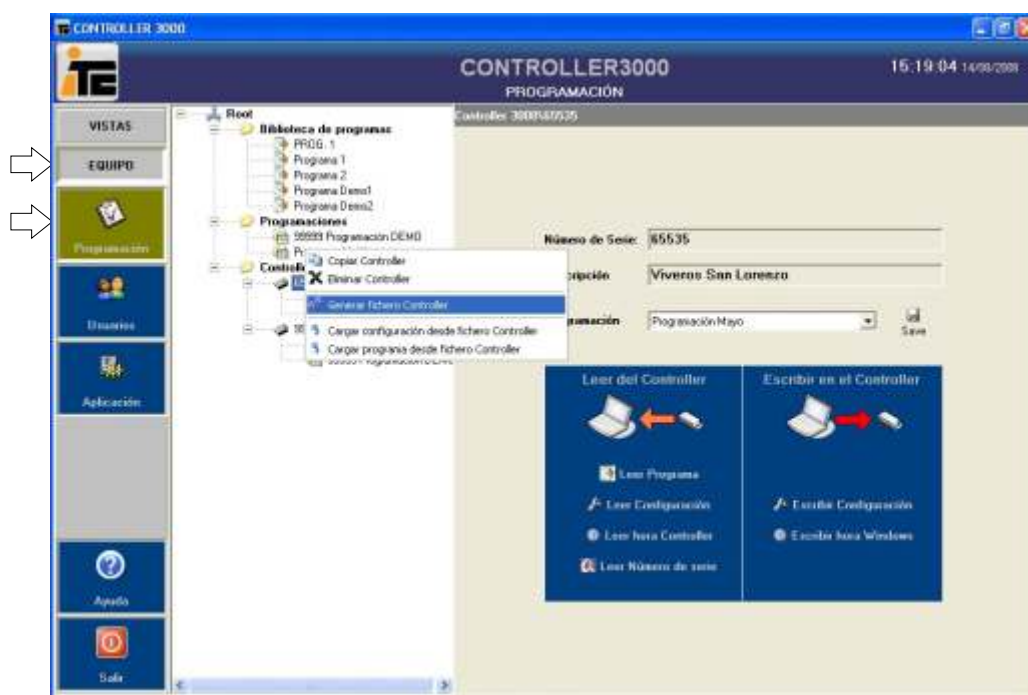 CONTROLLER 3000
iTC
CONTROLLER3000
PROGRAMACIÓN
15:19:04 14/08/2008
VISTAS
EQUIPO
Programación
Usuarios
Aplicación
Ayuda
Salir
Root
Biblioteca de programas
PROG. 1
Programa 1
Programa 2
Programa Demo1
Programa Demo2
Programaciones
99999 Programación DEMO
Copiar Controller
Eliminar Controller
Generar fichero Controller
Cargar configuración desde fichero Controller
Cargar programa desde fichero Controller
Controller 3000\65535
Número de Serie: 65535
Viveros San Lorenzo
Programación Mayo
Save
Leer del Controller
Leer Programa
Leer Configuración
Leer hora Controller
Leer Número de serie
Escribir en el Controller
Escribir Configuración
Escribir hora Windows